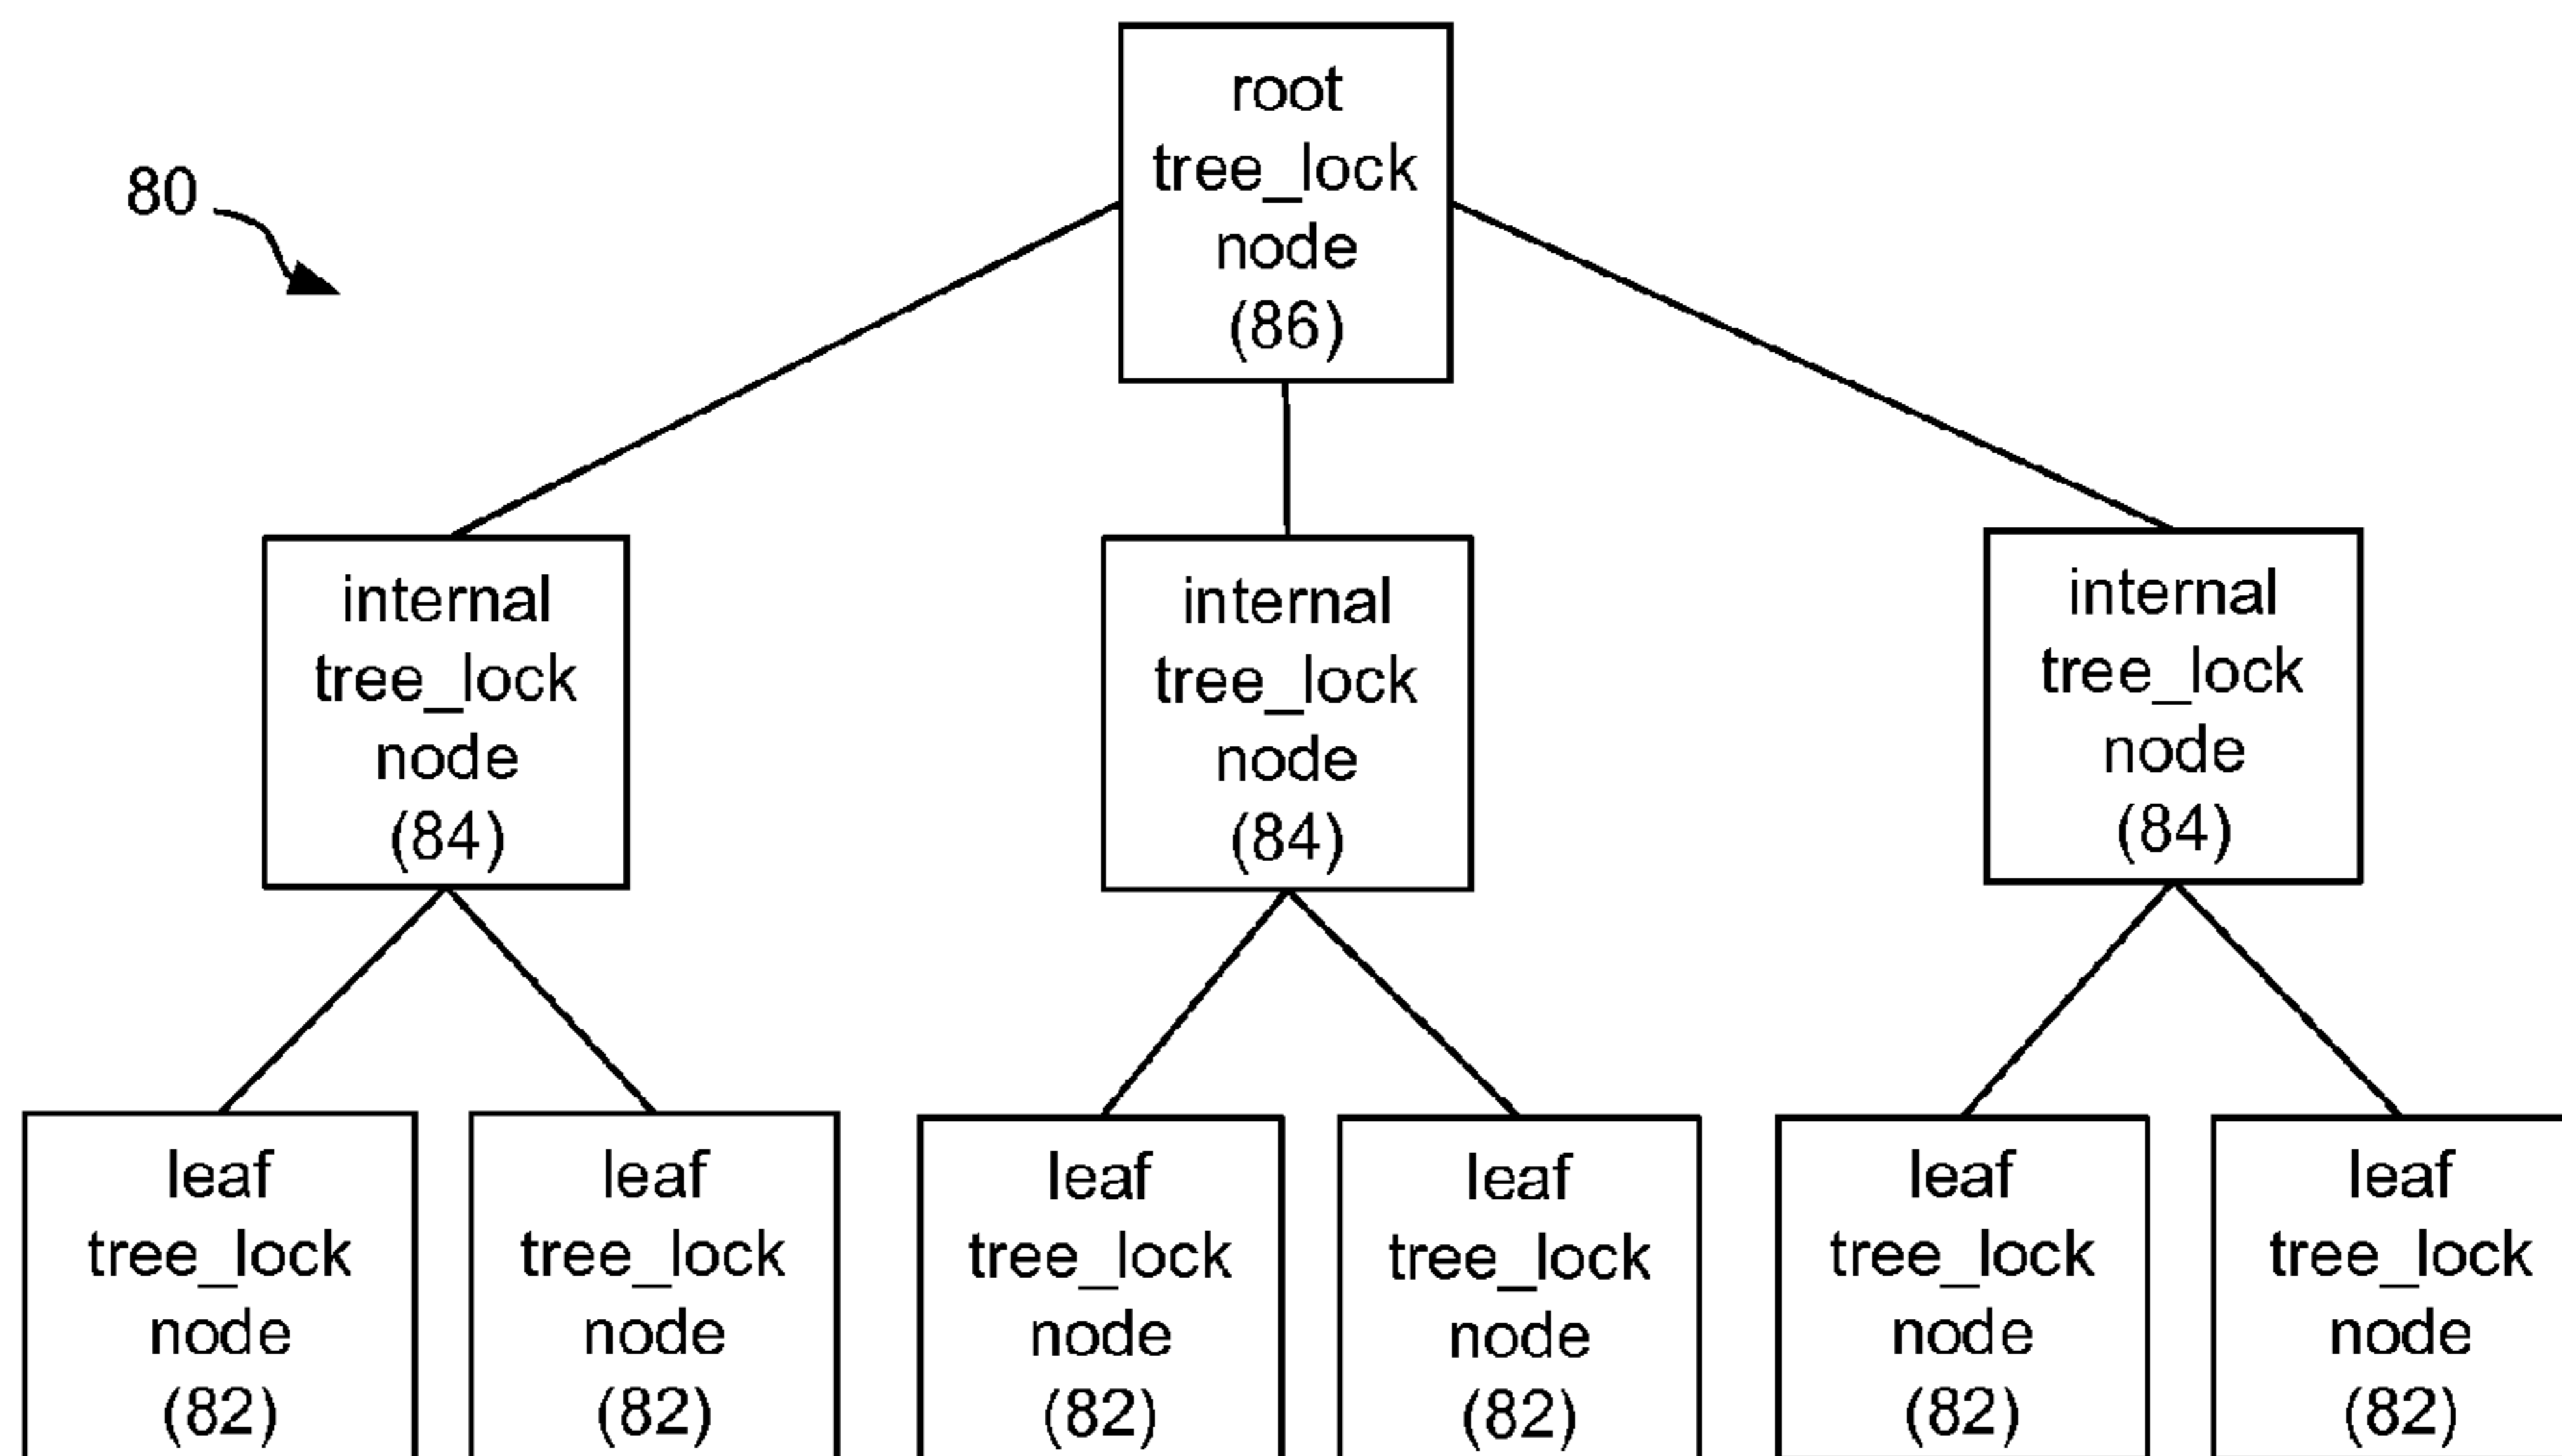 root
tree_lock
node
(86)
80
internal
tree_lock
node
(84)
internal
tree_lock
node
(84)
internal
tree_lock
node
(84)
leaf
tree_lock
node
(82)
leaf
tree_lock
node
(82)
leaf
tree_lock
node
(82)
leaf
tree_lock
node
(82)
leaf
tree_lock
node
(82)
leaf
tree_lock
node
(82)